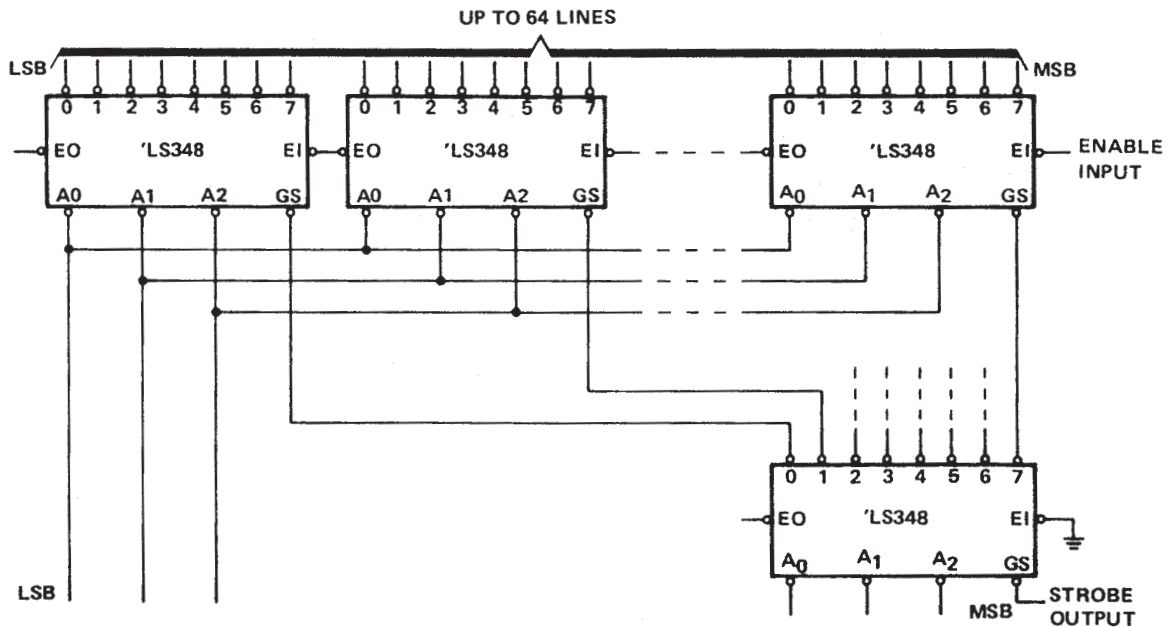 UP TO 64 LINES
LSB MSB
0 1 2 3 4 5 6 7 0 1 2 3 4 5 6 7 0 1 2 3 4 5 6 7
EO 'LS348 EI EO 'LS348 EI EO 'LS348 EI ENABLE
INPUT
A0 A1 A2 GS A0 A1 A2 GS A0 A1 A2 GS
0 1 2 3 4 5 6 7
EO 'LS348 EI
A0 A1 A2 GS
LSB MSB STROBE
OUTPUT